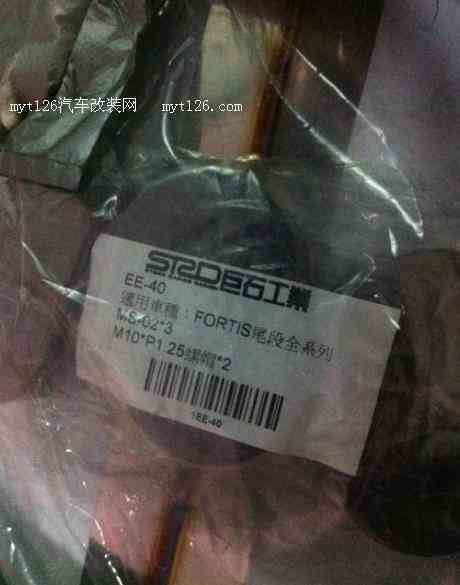 myt126汽车改装网 myt126.com
STRD巨石工業
EE-40
適用車種：FORTIS尾段全系列
MS-02*3
M10*P1.25螺帽*2
1EE-40